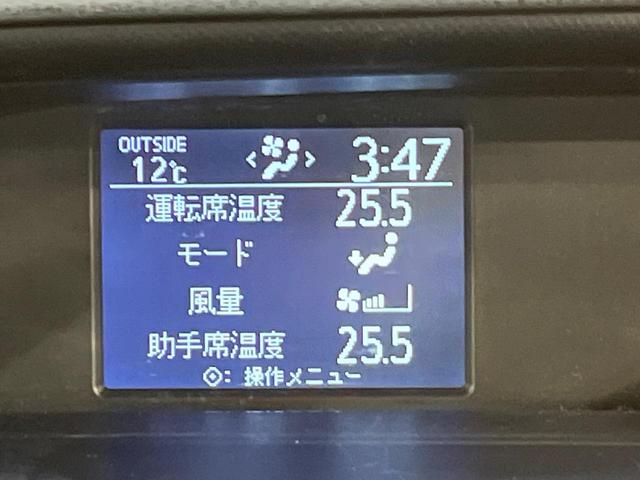 OUTSIDE
12℃ < > 3:47
運転席温度 25.5
モード
風量
助手席温度 25.5
: 操作メニュー